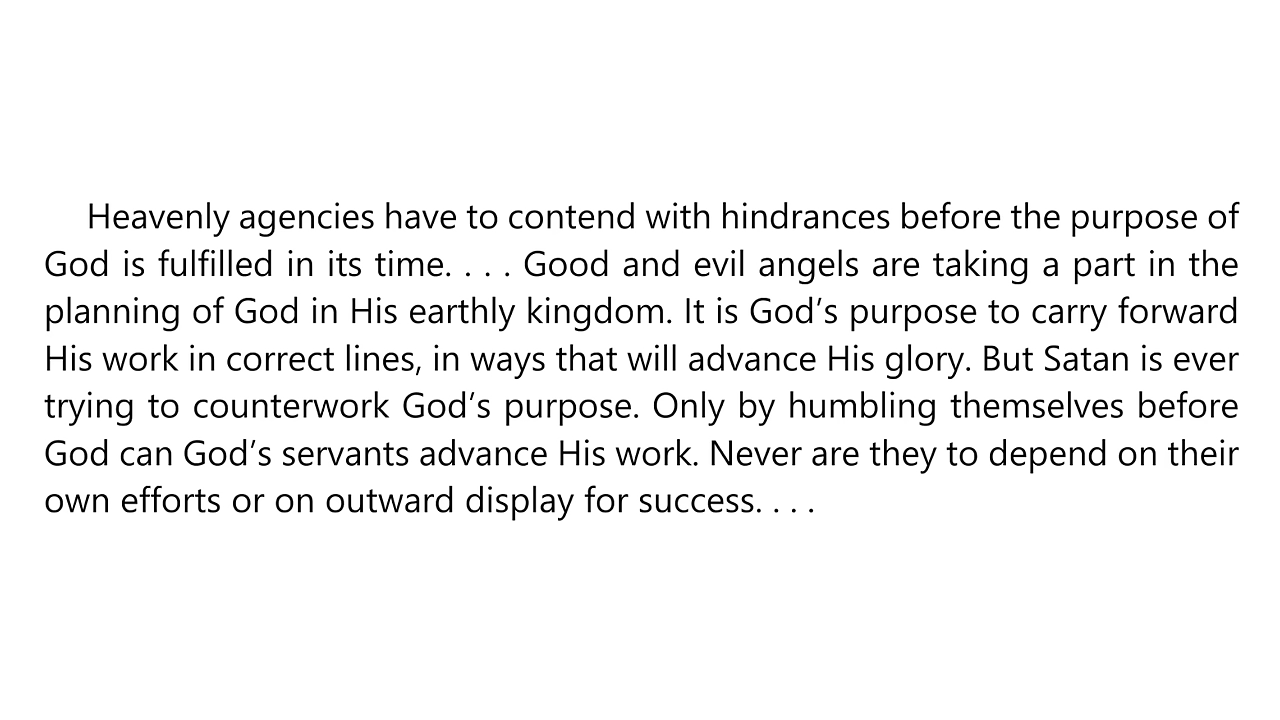 Heavenly agencies have to contend with hindrances before the purpose of
God is fulfilled in its time. . . . Good and evil angels are taking a part in the
planning of God in His earthly kingdom. It is God’s purpose to carry forward
His work in correct lines, in ways that will advance His glory. But Satan is ever
trying to counterwork God’s purpose. Only by humbling themselves before
God can God’s servants advance His work. Never are they to depend on their
own efforts or on outward display for success. . . .